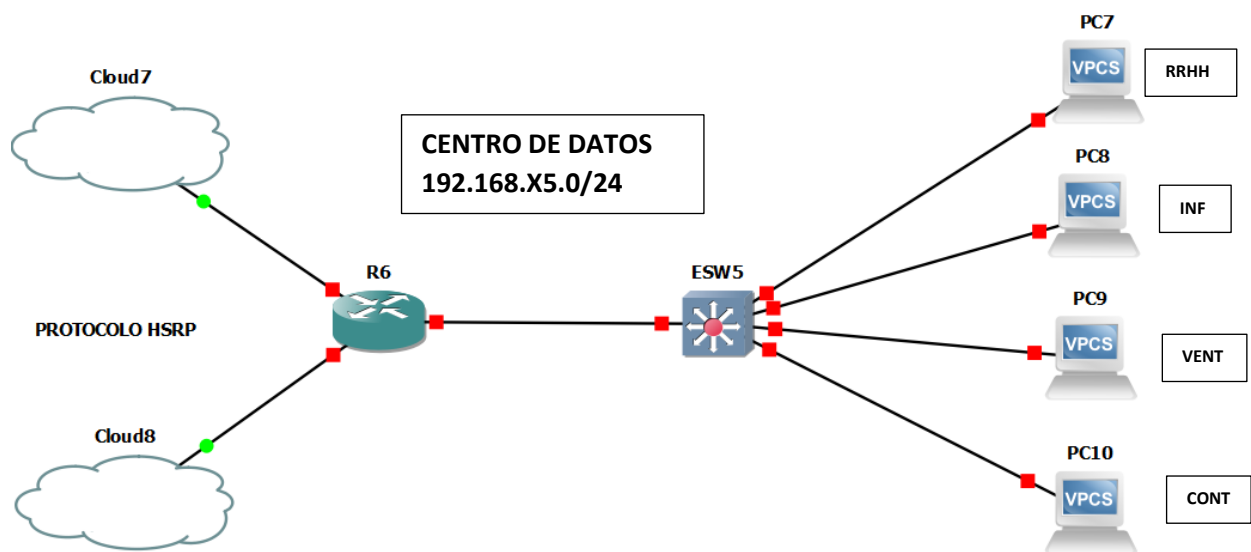 PC7
VPCS
RRHH
Cloud7
CENTRO DE DATOS
192.168.X5.0/24
PC8
VPCS
INF
R6
ESW5
PROTOCOLO HSRP
PC9
VPCS
VENT
Cloud8
PC10
VPCS
CONT